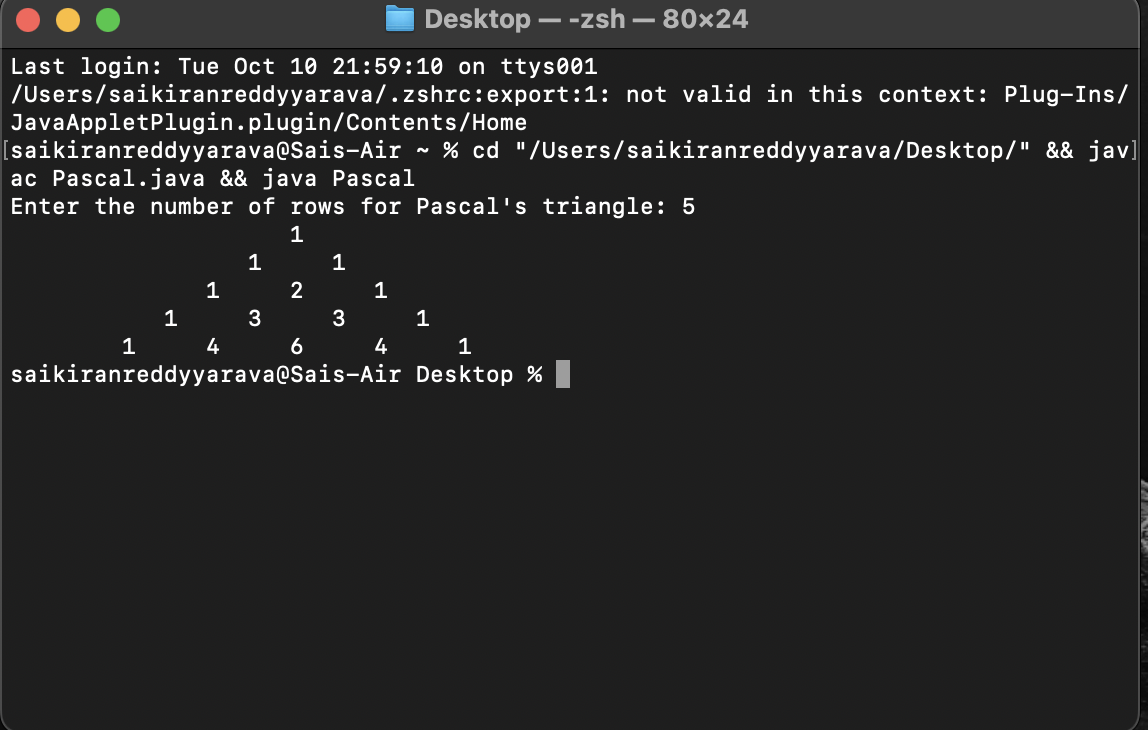 Desktop — -zsh — 80×24
Last login: Tue Oct 10 21:59:10 on ttys001
/Users/saikiranreddyyarava/.zshrc:export:1: not valid in this context: Plug-Ins/
JavaAppletPlugin.plugin/Contents/Home
[saikiranreddyyarava@Sais-Air ~ % cd "/Users/saikiranreddyyarava/Desktop/" && jav]
ac Pascal.java && java Pascal
Enter the number of rows for Pascal's triangle: 5
                    1
                 1     1
              1     2     1
           1     3     3     1
        1     4     6     4     1
saikiranreddyyarava@Sais-Air Desktop %